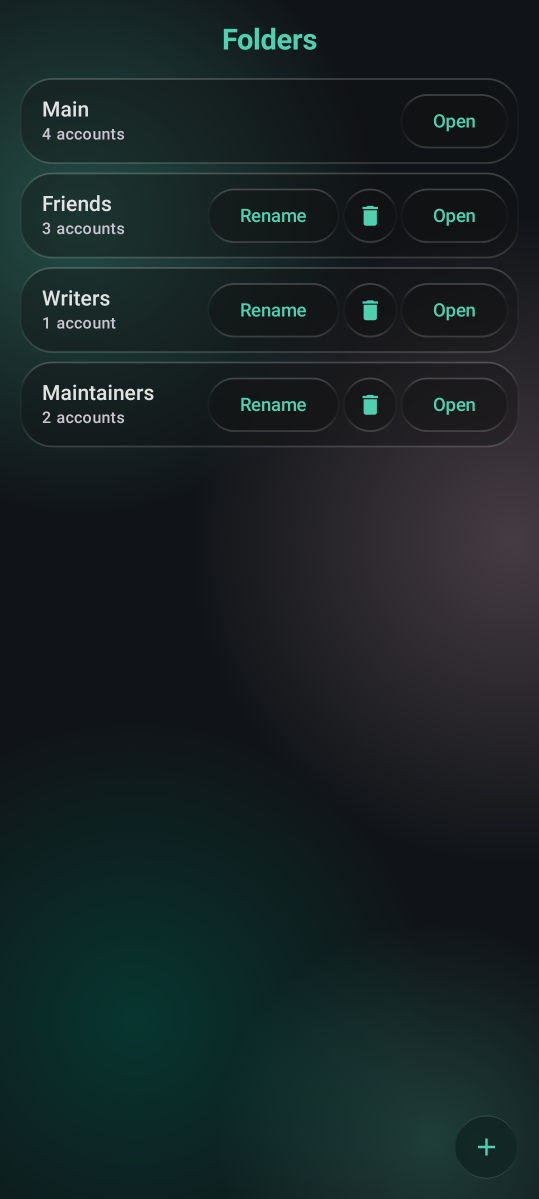 Folders
Main
4 accounts
Open
Friends
3 accounts
Rename
Open
Writers
1 account
Rename
Open
Maintainers
2 accounts
Rename
Open